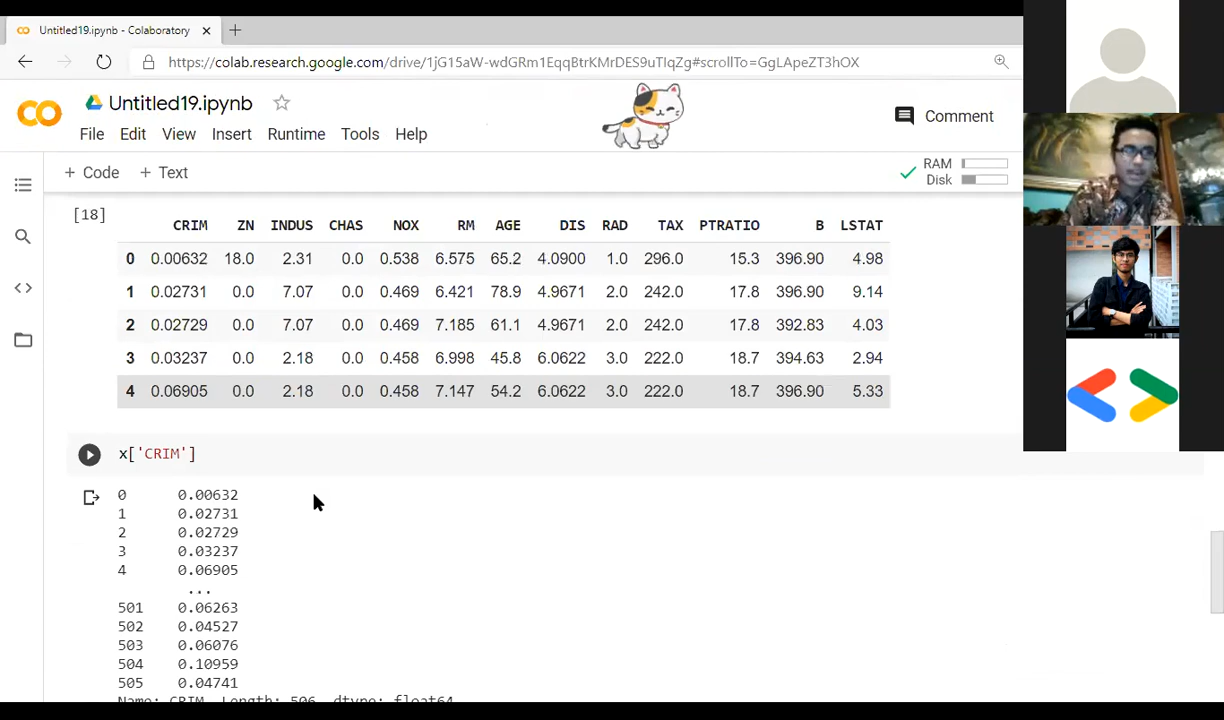 Untitled19.ipynb - Colaboratory
https://colab.research.google.com/drive/1jG15aW-wdGRm1EqqBtrKMrDES9uTIqZg#scrollTo=GgLApeZT3hOX
Untitled19.ipynb
Comment
File Edit View Insert Runtime Tools Help
+ Code + Text
RAM
Disk
[18]
CRIM ZN INDUS CHAS NOX RM AGE DIS RAD TAX PTRATIO B LSTAT
0 0.00632 18.0 2.31 0.0 0.538 6.575 65.2 4.0900 1.0 296.0 15.3 396.90 4.98
1 0.02731 0.0 7.07 0.0 0.469 6.421 78.9 4.9671 2.0 242.0 17.8 396.90 9.14
2 0.02729 0.0 7.07 0.0 0.469 7.185 61.1 4.9671 2.0 242.0 17.8 392.83 4.03
3 0.03237 0.0 2.18 0.0 0.458 6.998 45.8 6.0622 3.0 222.0 18.7 394.63 2.94
4 0.06905 0.0 2.18 0.0 0.458 7.147 54.2 6.0622 3.0 222.0 18.7 396.90 5.33
x['CRIM']
0 0.00632
1 0.02731
2 0.02729
3 0.03237
4 0.06905
...
501 0.06263
502 0.04527
503 0.06076
504 0.10959
505 0.04741
Name: CRIM, Length: 506, dtype: float64